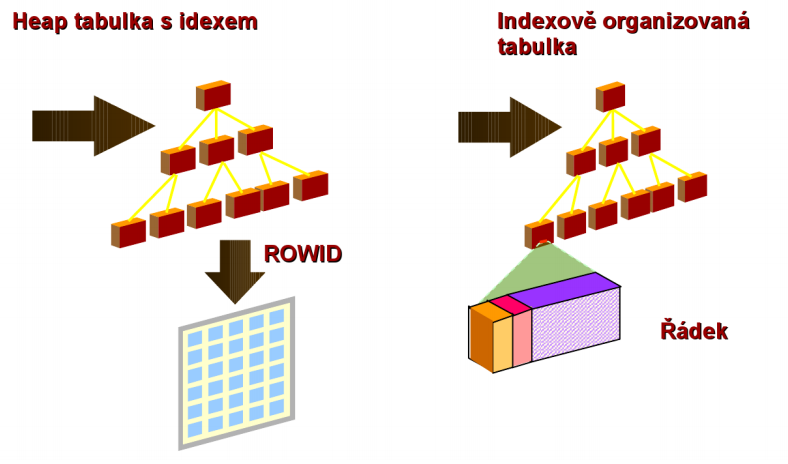 Heap tabulka s idexem
Indexově organizovaná
tabulka
ROWID
Řádek